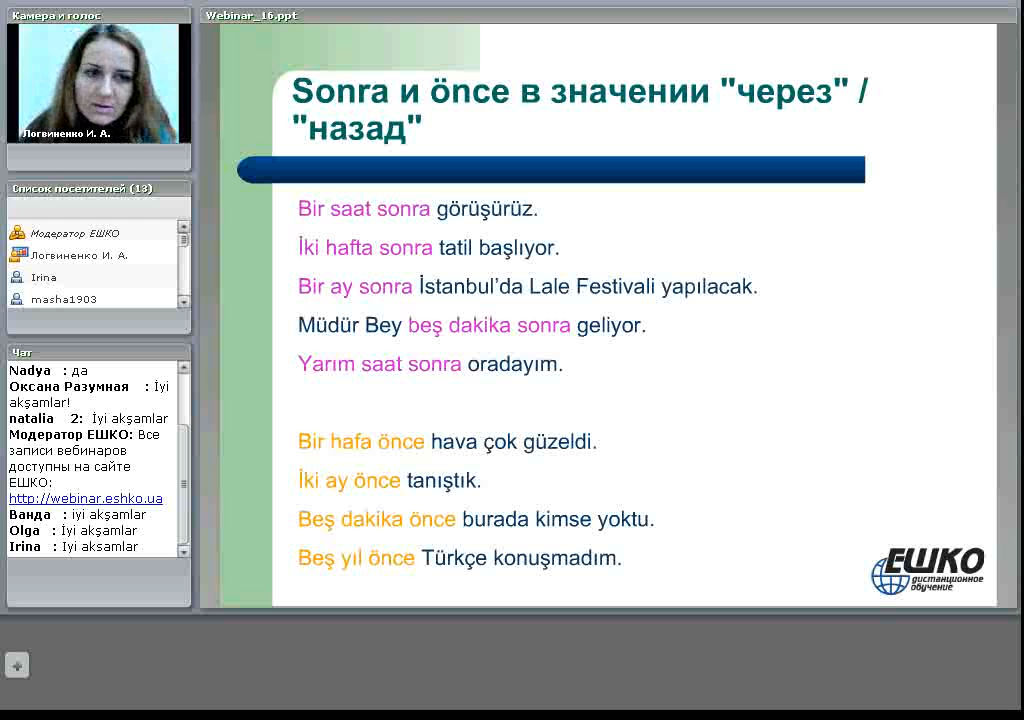 Камера и голос
Логвиненко И. А.
Список посетителей (13)
Модератор ЕШКО
Логвиненко И. А.
Irina
masha1903
Чат
Nadya : да
Оксана Разумная : İyi
akşamlar!
natalia 2: İyi akşamlar
Модератор ЕШКО: Все
записи вебинаров
доступны на сайте
ЕШКО:
http://webinar.eshko.ua
Ванда : iyi akşamlar
Olga : İyi akşamlar
Irina : Iyi aksamlar
Webinar_16.ppt
Sonra и önce в значении "через" /
"назад"
Bir saat sonra görüşürüz.
İki hafta sonra tatil başlıyor.
Bir ay sonra İstanbul'da Lale Festivali yapılacak.
Müdür Bey beş dakika sonra geliyor.
Yarım saat sonra oradayım.
Bir hafa önce hava çok güzeldi.
İki ay önce tanıştık.
Beş dakika önce burada kimse yoktu.
Beş yıl önce Türkçe konuşmadım.
ЕШКО
дистанционное
обучение